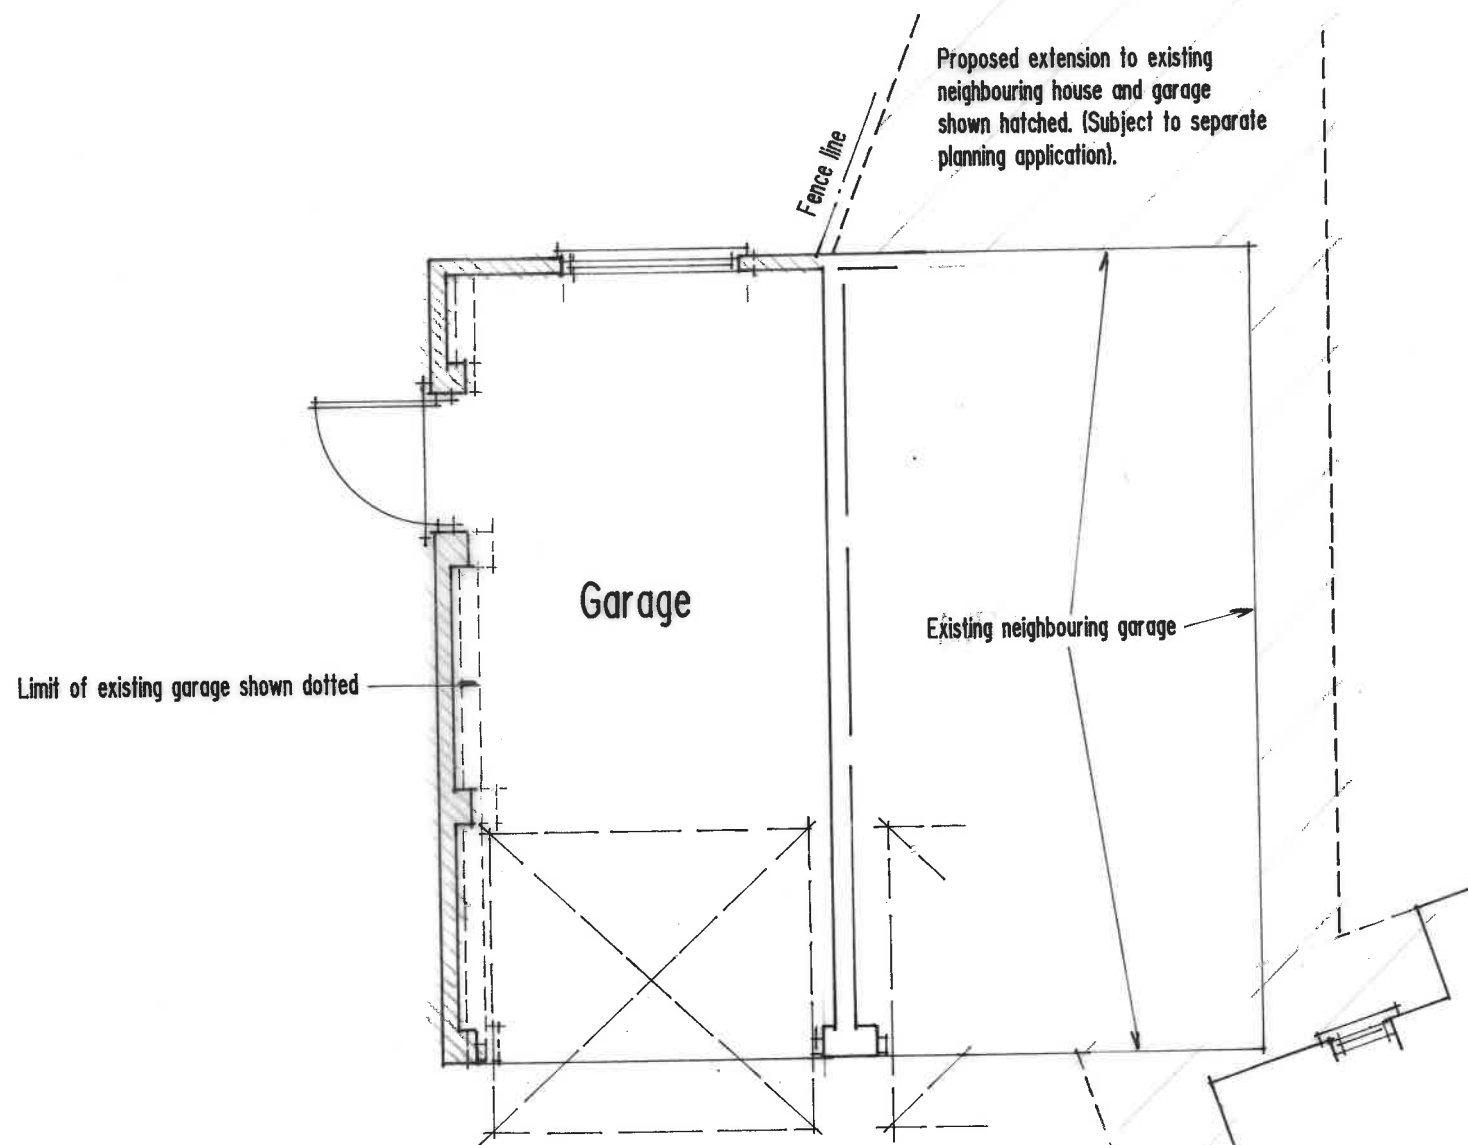 Proposed extension to existing
neighbouring house and garage
shown hatched. (Subject to separate
planning application).
Fence line
Garage
Existing neighbouring garage
Limit of existing garage shown dotted